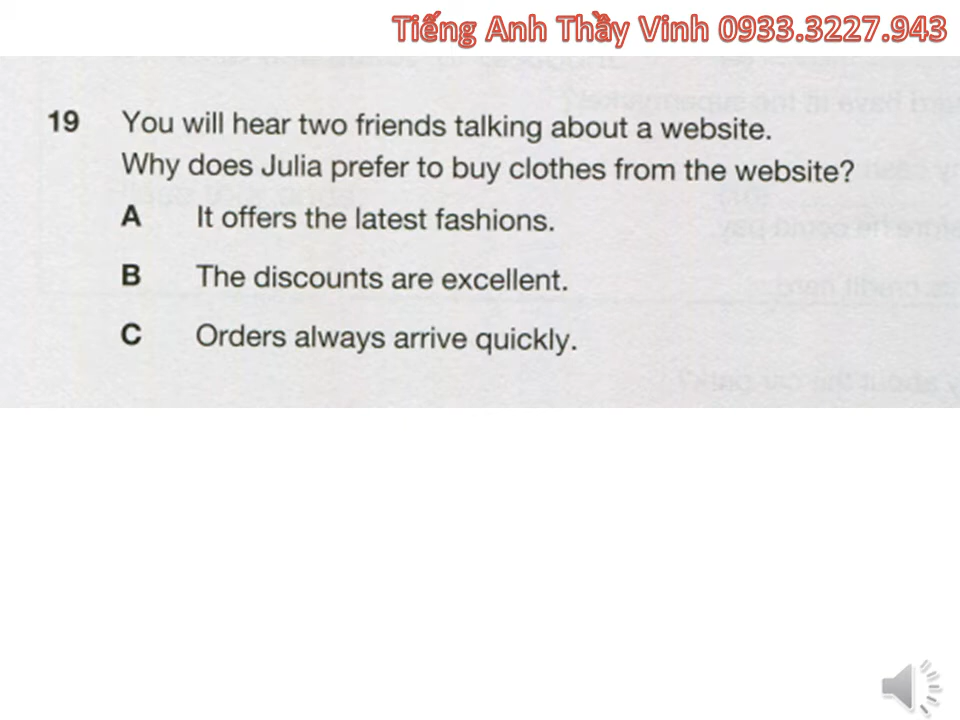 Tiếng Anh Thầy Vinh 0933.3227.943
19 You will hear two friends talking about a website.
Why does Julia prefer to buy clothes from the website?
A It offers the latest fashions.
B The discounts are excellent.
C Orders always arrive quickly.